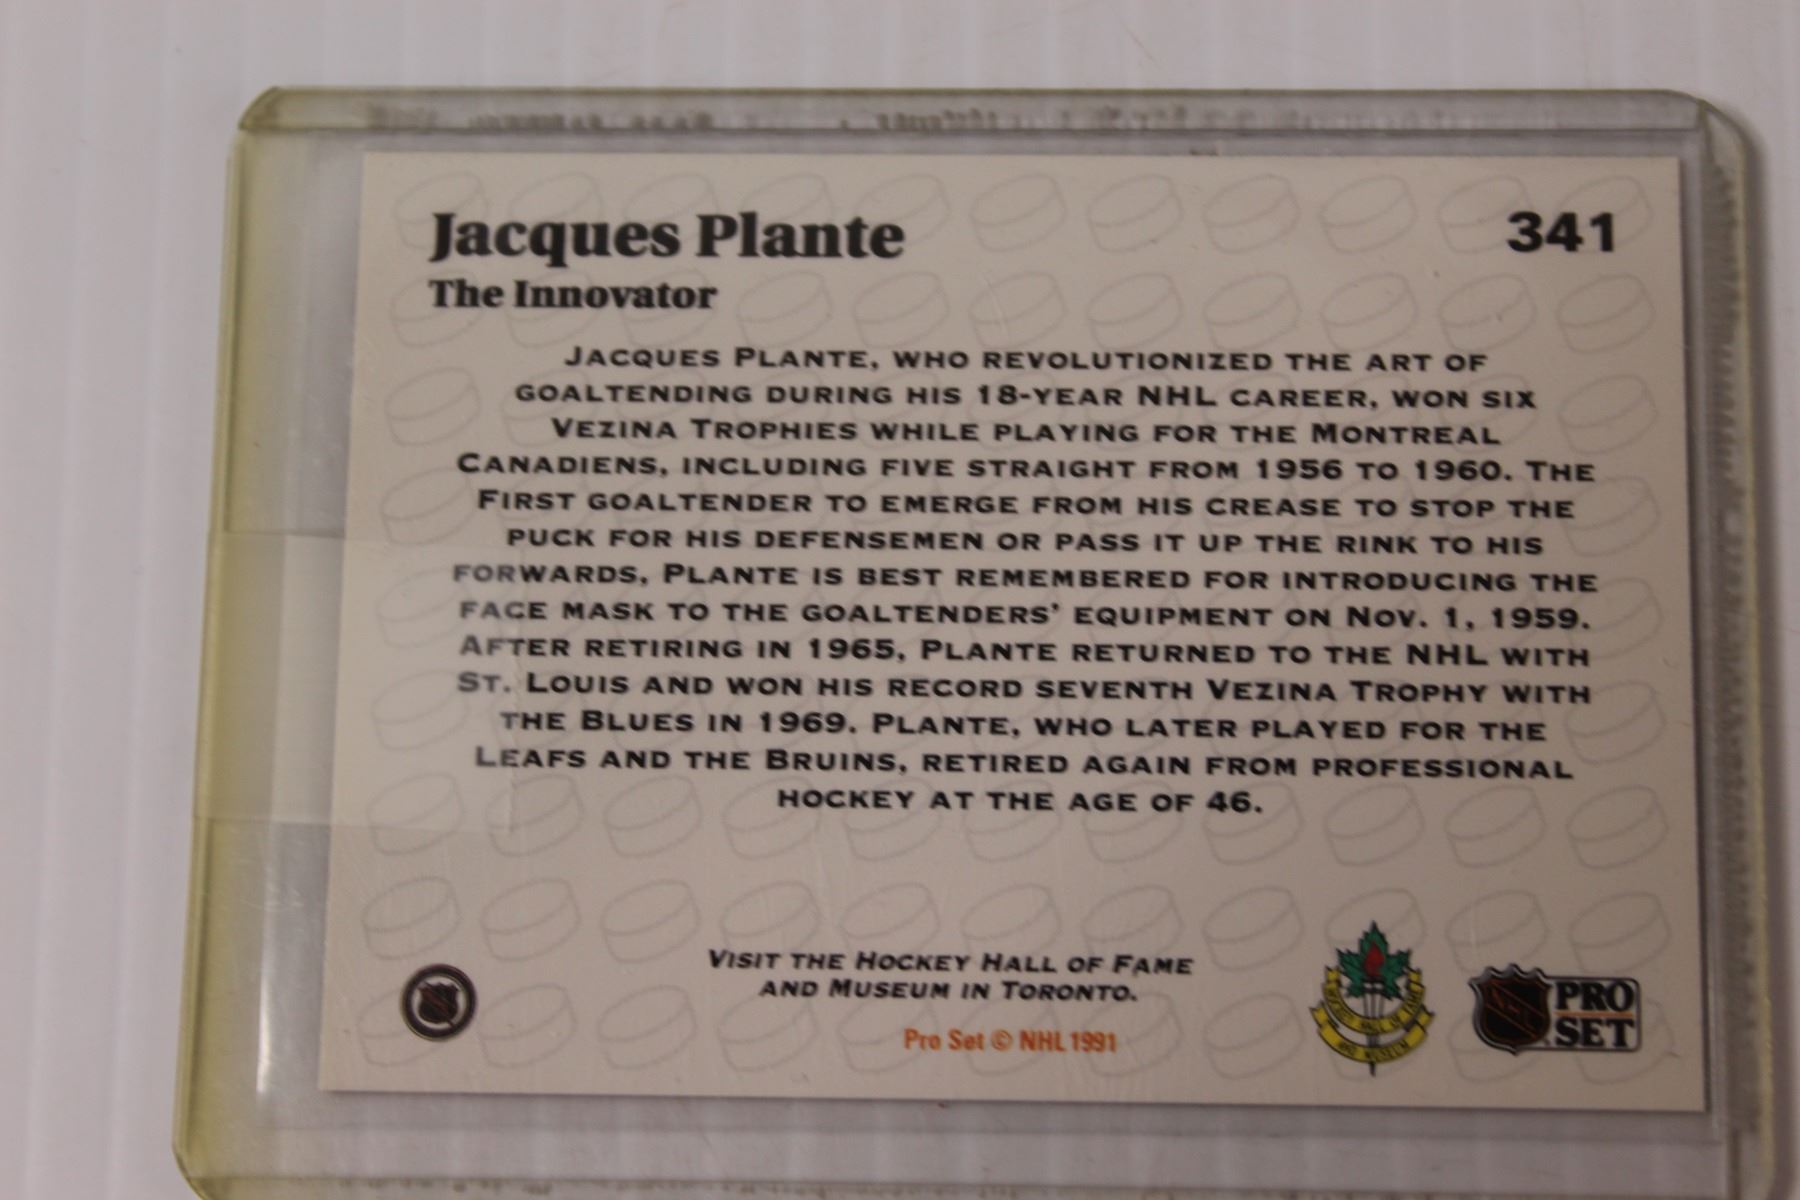 Jacques Plante
341
The Innovator
JACQUES PLANTE, WHO REVOLUTIONIZED THE ART OF
GOALTENDING DURING HIS 18-YEAR NHL CAREER, WON SIX
VEZINA TROPHIES WHILE PLAYING FOR THE MONTREAL
CANADIENS, INCLUDING FIVE STRAIGHT FROM 1956 TO 1960. THE
FIRST GOALTENDER TO EMERGE FROM HIS CREASE TO STOP THE
PUCK FOR HIS DEFENSEMEN OR PASS IT UP THE RINK TO HIS
FORWARDS, PLANTE IS BEST REMEMBERED FOR INTRODUCING THE
FACE MASK TO THE GOALTENDERS' EQUIPMENT ON NOV. 1, 1959.
AFTER RETIRING IN 1965, PLANTE RETURNED TO THE NHL WITH
ST. LOUIS AND WON HIS RECORD SEVENTH VEZINA TROPHY WITH
THE BLUES IN 1969. PLANTE, WHO LATER PLAYED FOR THE
LEAFS AND THE BRUINS, RETIRED AGAIN FROM PROFESSIONAL
HOCKEY AT THE AGE OF 46.
VISIT THE HOCKEY HALL OF FAME
AND MUSEUM IN TORONTO.
Pro Set © NHL 1991
HOCKEY HALL OF FAME
AND MUSEUM
NHL
PRO
SET